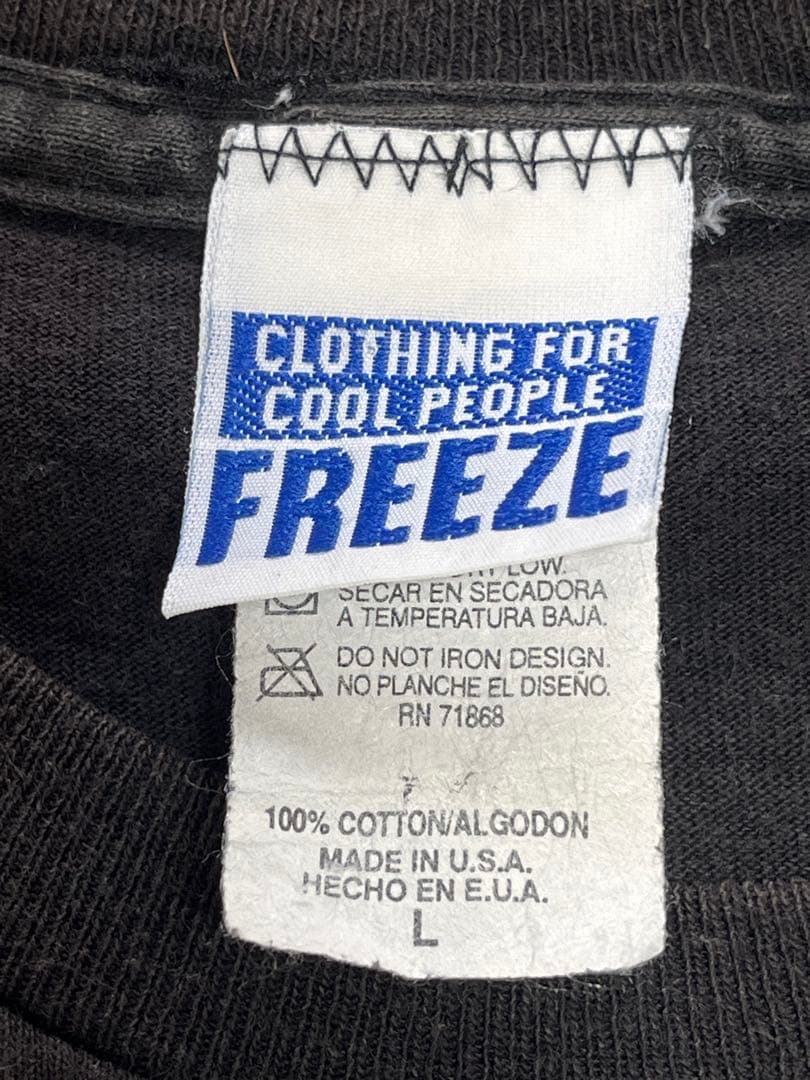 CLOTHING FOR
COOL PEOPLE
FREEZE
LOW.
SECAR EN SECADORA
A TEMPERATURA BAJA.
DO NOT IRON DESIGN.
NO PLANCHE EL DISEÑO.
RN 71868
100% COTTON/ALGODON
MADE IN U.S.A.
HECHO EN E.U.A.
L